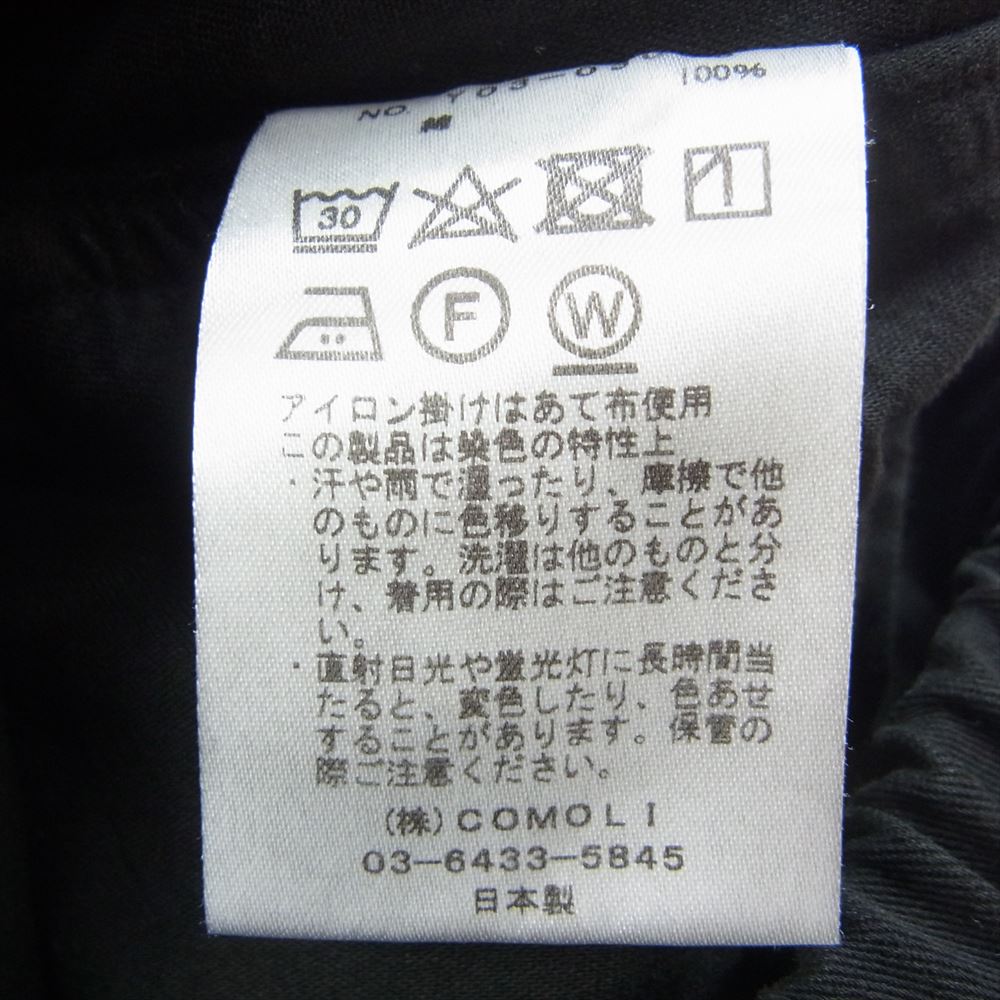 NO. Y03-03
綿 100%
30
F W
アイロン掛けはあて布使用
この製品は染色の特性上
・汗や雨で湿ったり、摩擦で他
のものに色移りすることがあ
ります。洗濯は他のものと分
け、着用の際はご注意くださ
い。
・直射日光や蛍光灯に長時間当
たると、変色したり、色あせ
することがあります。保管の
際ご注意ください。
(株)COMOLI
03-6433-5845
日本製